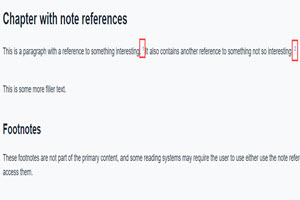 Chapter with note references
This is a paragraph with a reference to something interesting. It also contains another reference to something not so interesting.
This is some more filler text.
Footnotes
These footnotes are not part of the primary content, and some reading systems may require the user to use either use the note refer
access them.